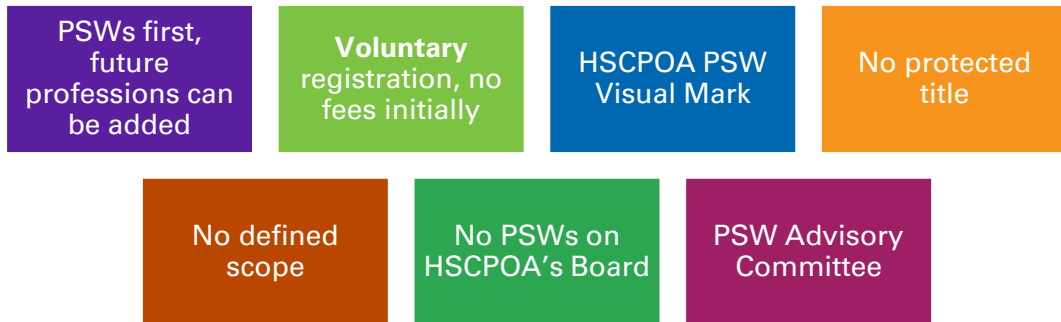 PSWs first,
future
professions can
be added
Voluntary
registration, no
fees initially
HSCPOA PSW
Visual Mark
No protected
title
No defined
scope
No PSWs on
HSCPOA's Board
PSW Advisory
Committee